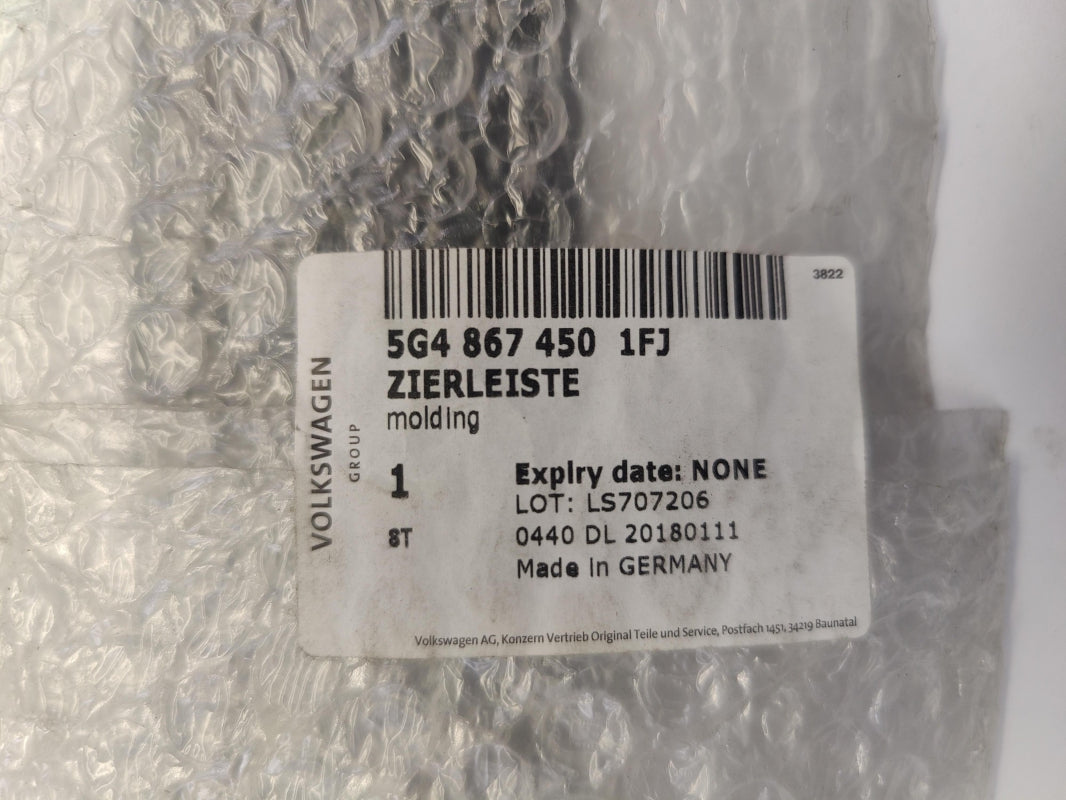 3822
5G4 867 450 1FJ
ZIERLEISTE
molding
VOLKSWAGEN
GROUP
1
Expiry date: NONE
LOT: LS707206
8T
0440 DL 20180111
Made in GERMANY
Volkswagen AG, Konzern Vertrieb Original Teile und Service, Postfach 1451, 34219 Baunatal